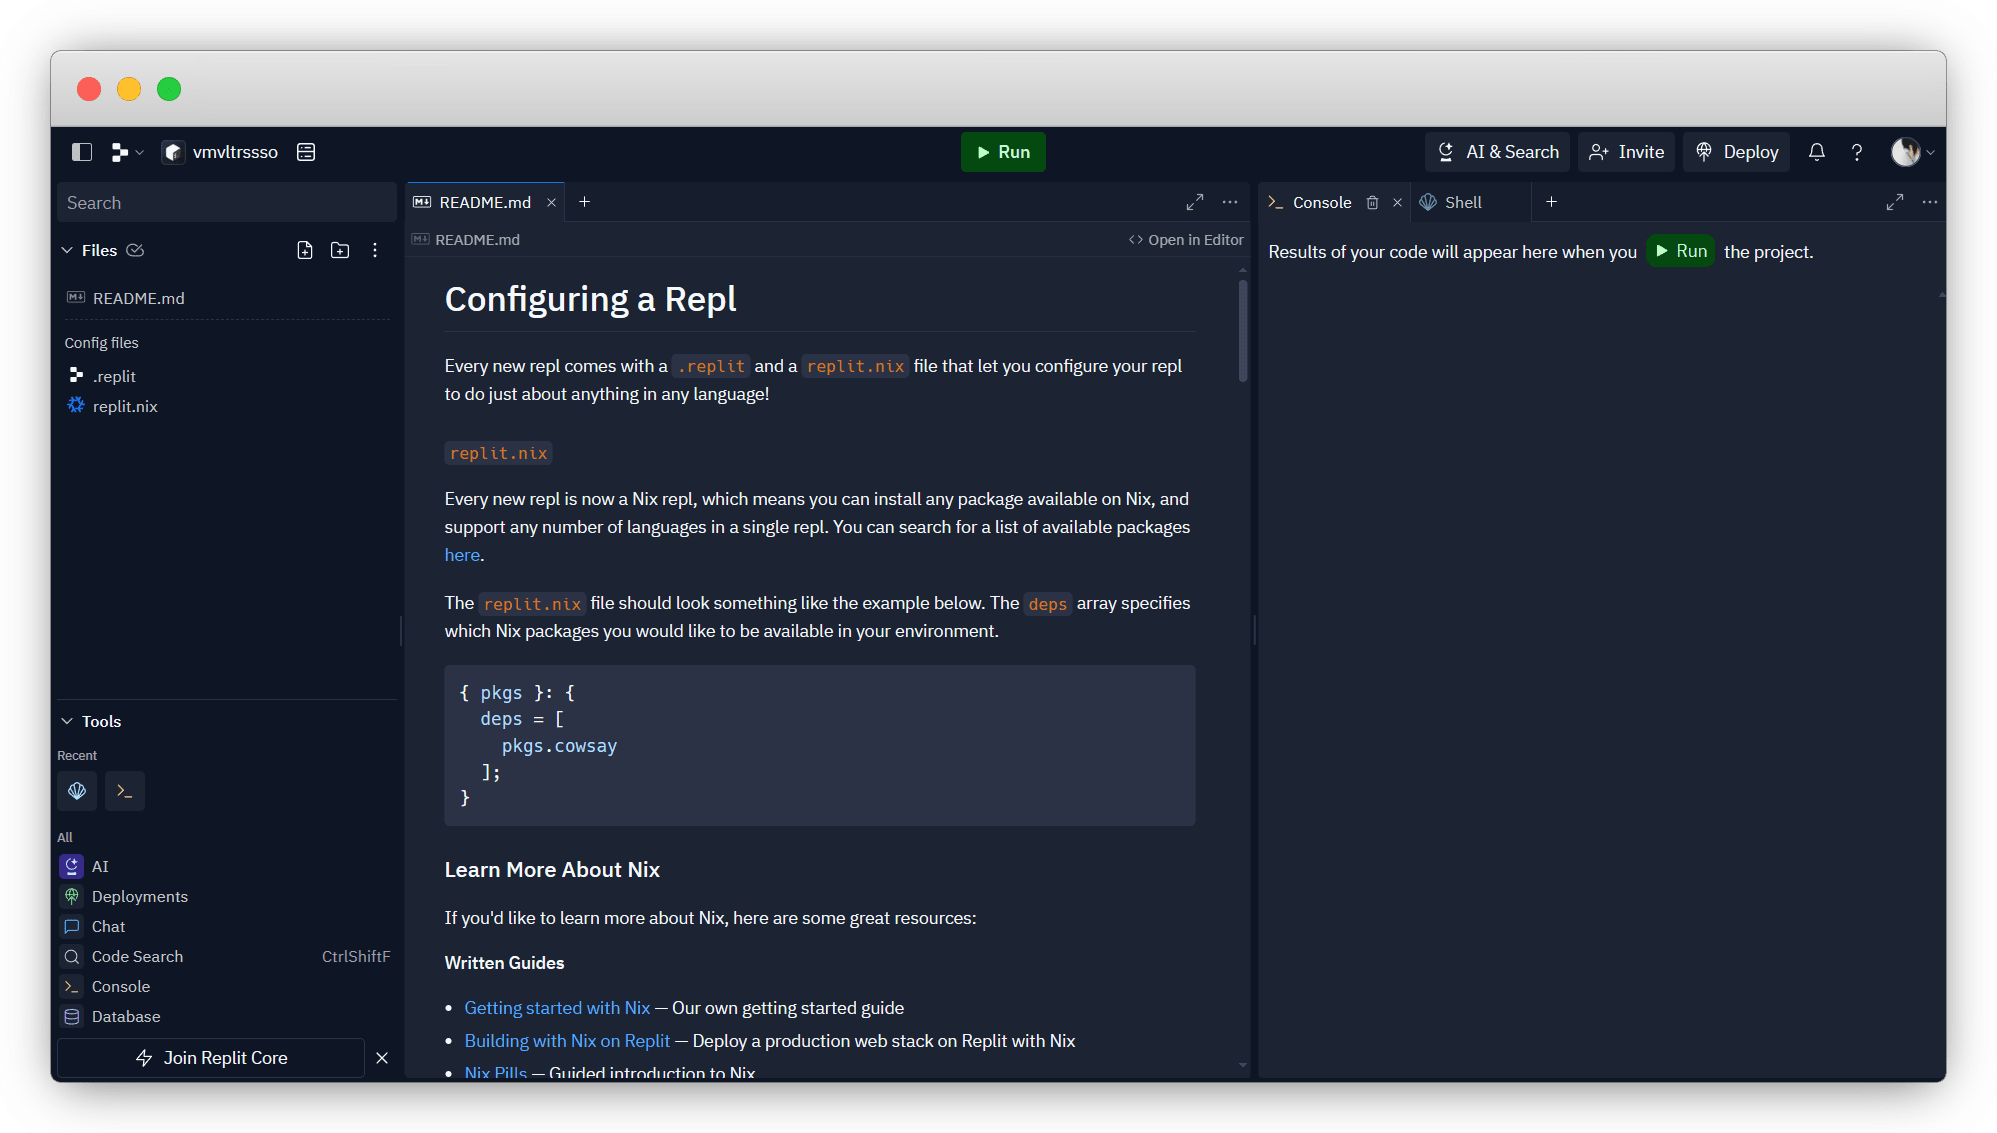 vmvltrssso
Run
AI & Search
Invite
Deploy
Search
Files
README.md
Config files
.replit
replit.nix
Tools
Recent
All
AI
Deployments
Chat
Code Search CtrlShiftF
Console
Database
Join Replit Core
README.md
README.md
Open in Editor
Configuring a Repl
Every new repl comes with a .replit and a replit.nix file that let you configure your repl
to do just about anything in any language!
replit.nix
Every new repl is now a Nix repl, which means you can install any package available on Nix, and
support any number of languages in a single repl. You can search for a list of available packages
here.
The replit.nix file should look something like the example below. The deps array specifies
which Nix packages you would like to be available in your environment.
{ pkgs }: {
  deps = [
    pkgs.cowsay
  ];
}
Learn More About Nix
If you'd like to learn more about Nix, here are some great resources:
Written Guides
• Getting started with Nix — Our own getting started guide
• Building with Nix on Replit — Deploy a production web stack on Replit with Nix
• Nix Pills — Guided introduction to Nix
Console
Shell
Results of your code will appear here when you Run the project.